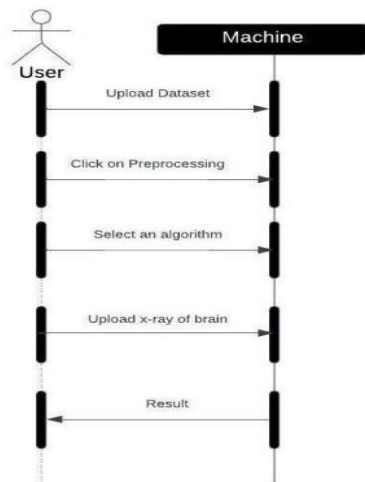 Machine
User
Upload Dataset
Click on Preprocessing
Select an algorithm
Upload x-ray of brain
Result